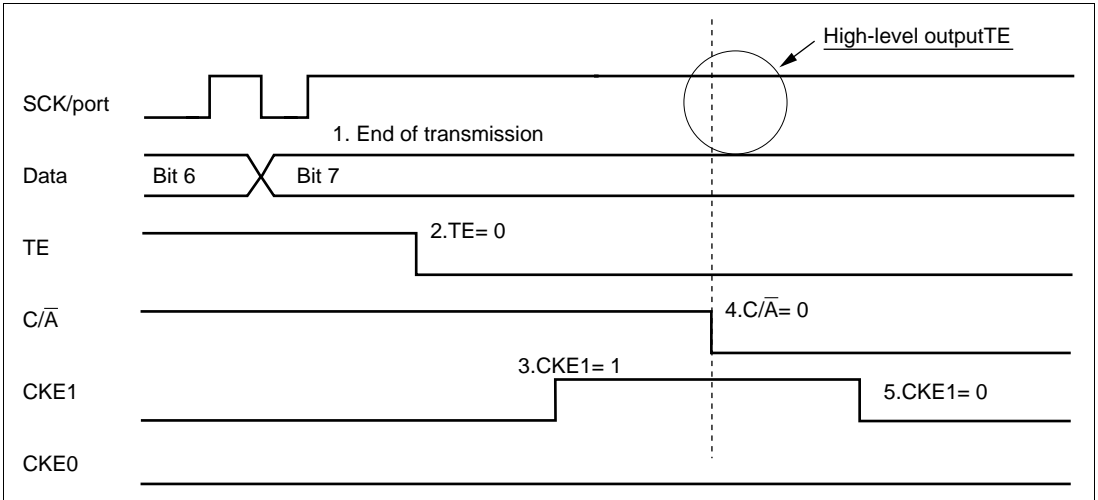 High-level outputTE
SCK/port
1. End of transmission
Data
Bit 6
Bit 7
TE
2.TE= 0
C/A̅
4.C/A̅= 0
3.CKE1= 1
CKE1
5.CKE1= 0
CKE0